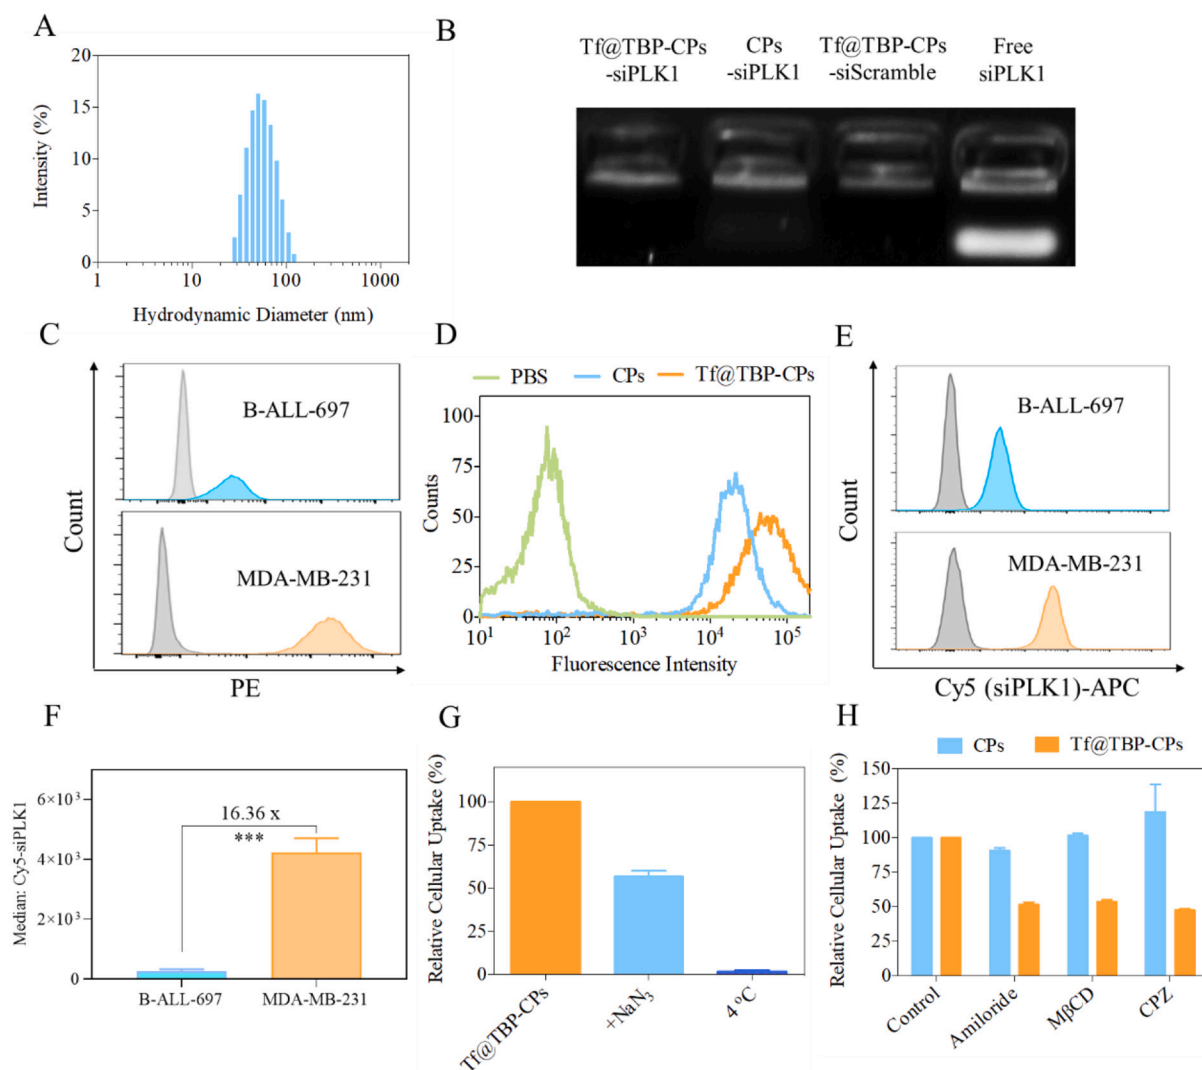 A
20
15
10
5
0
Intensity (%)
1
10
100
1000
Hydrodynamic Diameter (nm)
B
Tf@TBP-CPs
-siPLK1
CPs
-siPLK1
Tf@TBP-CPs
-siScramble
Free
siPLK1
C
B-ALL-697
MDA-MB-231
Count
PE
D
PBS
CPs
Tf@TBP-CPs
100
75
50
25
0
Counts
10¹
10²
10³
10⁴
10⁵
Fluorescence Intensity
E
B-ALL-697
MDA-MB-231
Count
Cy5 (siPLK1)-APC
F
Median: Cy5-siPLK1
6×10³
4×10³
2×10³
0
16.36 x
***
B-ALL-697
MDA-MB-231
G
Relative Cellular Uptake (%)
100
75
50
25
0
Tf@TBP-CPs
+NaN₃
4 °C
H
CPs
Tf@TBP-CPs
Relative Cellular Uptake (%)
150
125
100
75
50
25
0
Control
Amiloride
MβCD
CPZ